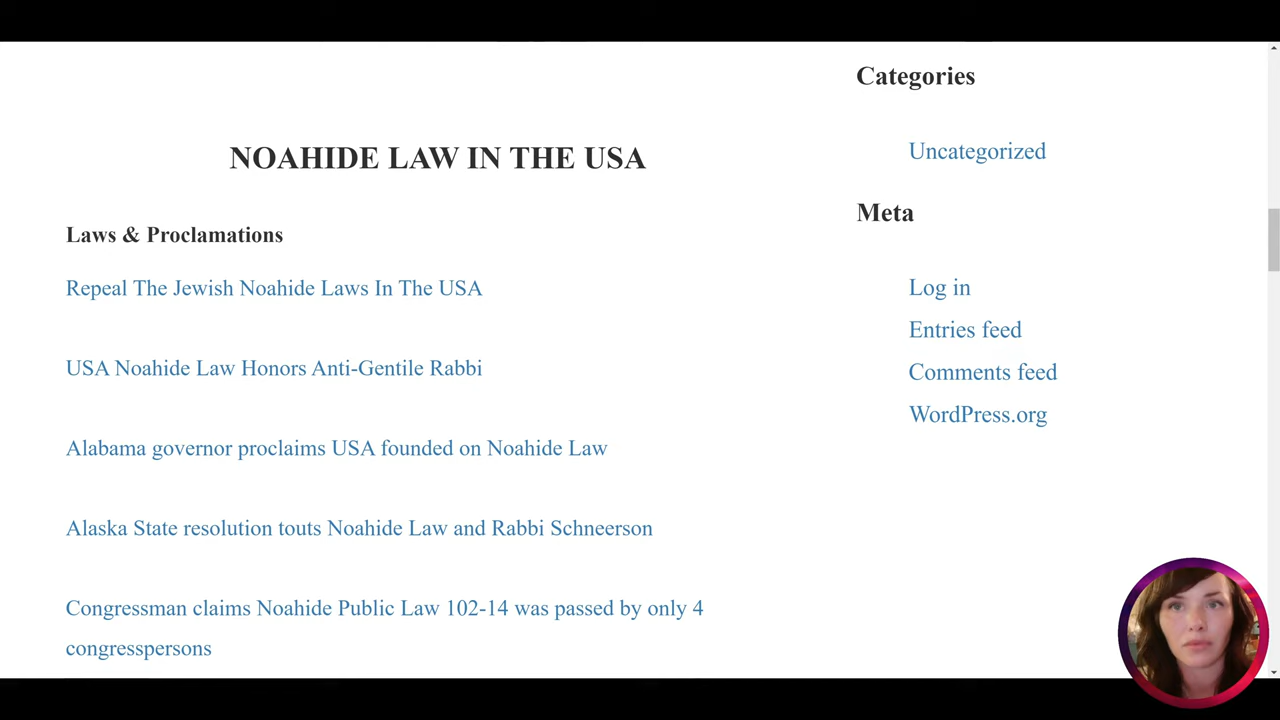 NOAHIDE LAW IN THE USA
Laws & Proclamations
Repeal The Jewish Noahide Laws In The USA
USA Noahide Law Honors Anti-Gentile Rabbi
Alabama governor proclaims USA founded on Noahide Law
Alaska State resolution touts Noahide Law and Rabbi Schneerson
Congressman claims Noahide Public Law 102-14 was passed by only 4
congresspersons
Categories
Uncategorized
Meta
Log in
Entries feed
Comments feed
WordPress.org